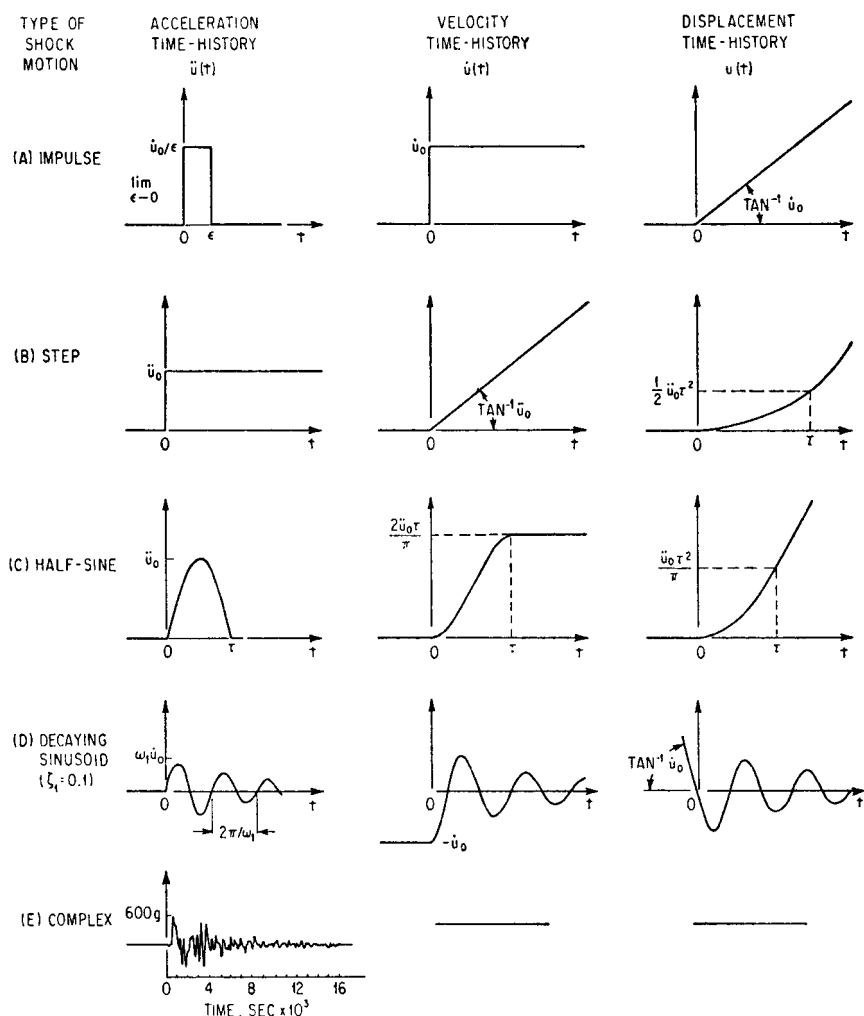 TYPE OF
SHOCK
MOTION
ACCELERATION
TIME-HISTORY
ü(t)
VELOCITY
TIME-HISTORY
u̇(t)
DISPLACEMENT
TIME-HISTORY
u(t)
(A) IMPULSE
u̇₀/ϵ
lim
ϵ→0
0
ϵ
t
u̇₀
0
t
TAN⁻¹ u̇₀
0
t
(B) STEP
ü₀
0
t
TAN⁻¹ ü₀
0
t
1/2 ü₀τ²
0
τ
t
(C) HALF-SINE
ü₀
0
τ
t
2ü₀τ/π
0
τ
t
ü₀τ²/π
0
τ
t
(D) DECAYING
SINUSOID
(ζ₁=0.1)
ω₁u̇₀
0
t
2π/ω₁
0
t
-u̇₀
TAN⁻¹ u̇₀
0
t
(E) COMPLEX
600g
0 4 8 12 16
TIME, SEC x10³